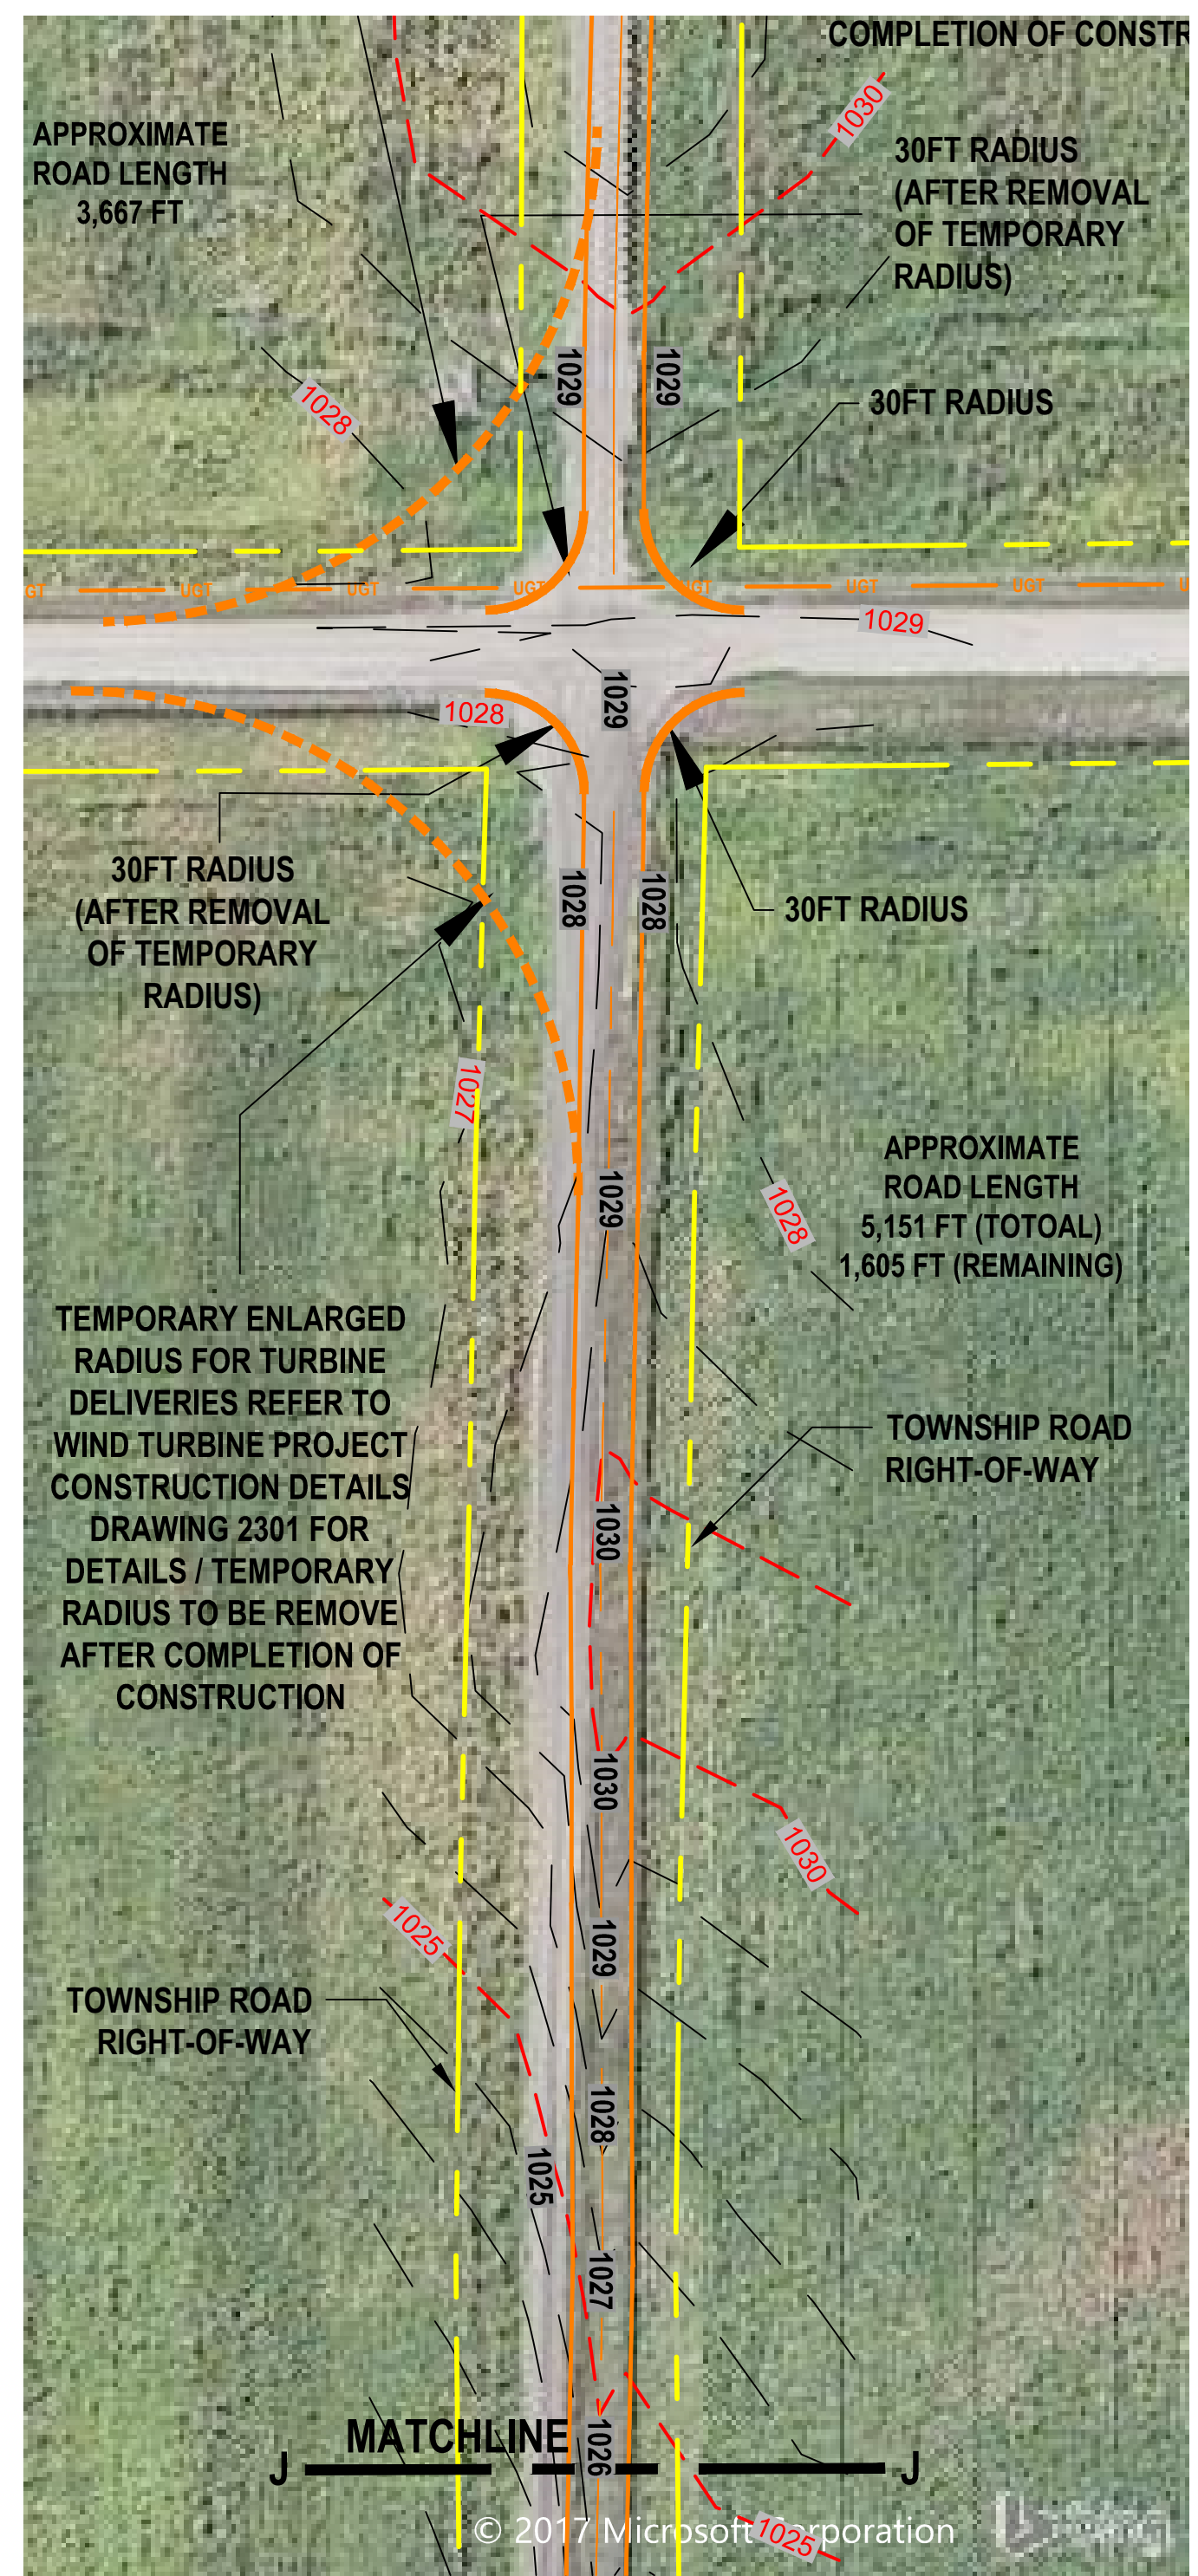 COMPLETION OF CONSTR
1030
APPROXIMATE
ROAD LENGTH
3,667 FT
30FT RADIUS
(AFTER REMOVAL
OF TEMPORARY
RADIUS)
1029
1029
1028
30FT RADIUS
GT
UGT
UGT
UGT
UGT
UGT
UGT
U
1029
1029
1028
30FT RADIUS
(AFTER REMOVAL
OF TEMPORARY
RADIUS)
1028
1028
30FT RADIUS
1027
1029
1028
APPROXIMATE
ROAD LENGTH
5,151 FT (TOTOAL)
1,605 FT (REMAINING)
TEMPORARY ENLARGED
RADIUS FOR TURBINE
DELIVERIES REFER TO
WIND TURBINE PROJECT
CONSTRUCTION DETAILS
DRAWING 2301 FOR
DETAILS / TEMPORARY
RADIUS TO BE REMOVE
AFTER COMPLETION OF
CONSTRUCTION
TOWNSHIP ROAD
RIGHT-OF-WAY
1030
1030
1030
1025
1029
TOWNSHIP ROAD
RIGHT-OF-WAY
1028
1025
1027
MATCHLINE
1026
J
J
© 2017 Microsoft Corporation
1025